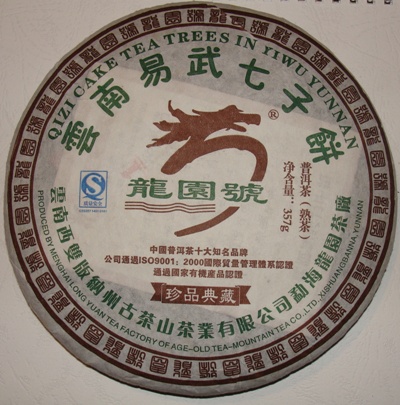 QIZI CAKE TEA TREES IN YIWU YUNNAN
雲南易武七子餅
®
龍園號
普洱茶（熟茶）
净含量：357g
質量安全
中國普洱茶十大知名品牌
公司通過ISO9001：2000國際質量管理體系認證
通過國家有機産品認證
珍品典藏
雲南西雙版納州古茶山茶業有限公司勐海龍園茶廠
PRODUCED BY MENGHAI LONG YUAN TEA FACTORY OF AGE-OLD TEA-MOUNTAIN TEA CO., LTD., XISHUANGBANNA YUNNAN